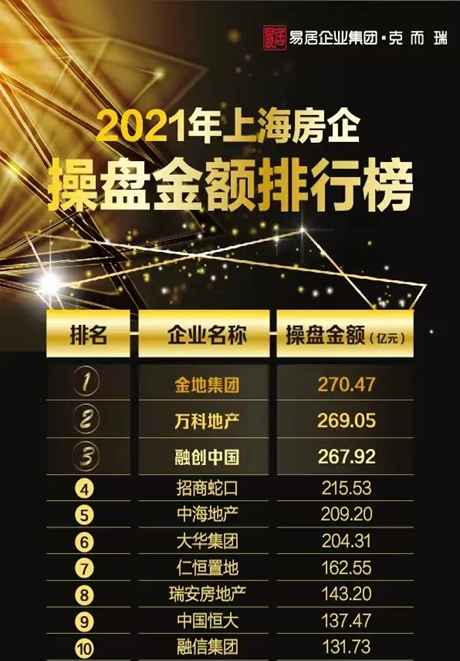 易居 易居企业集团·克而瑞
2021年上海房企
操盘金额排行榜
排名 企业名称 操盘金额(亿元)
1 金地集团 270.47
2 万科地产 269.05
3 融创中国 267.92
4 招商蛇口 215.53
5 中海地产 209.20
6 大华集团 204.31
7 仁恒置地 162.55
8 瑞安房地产 143.20
9 中国恒大 137.47
10 融信集团 131.73